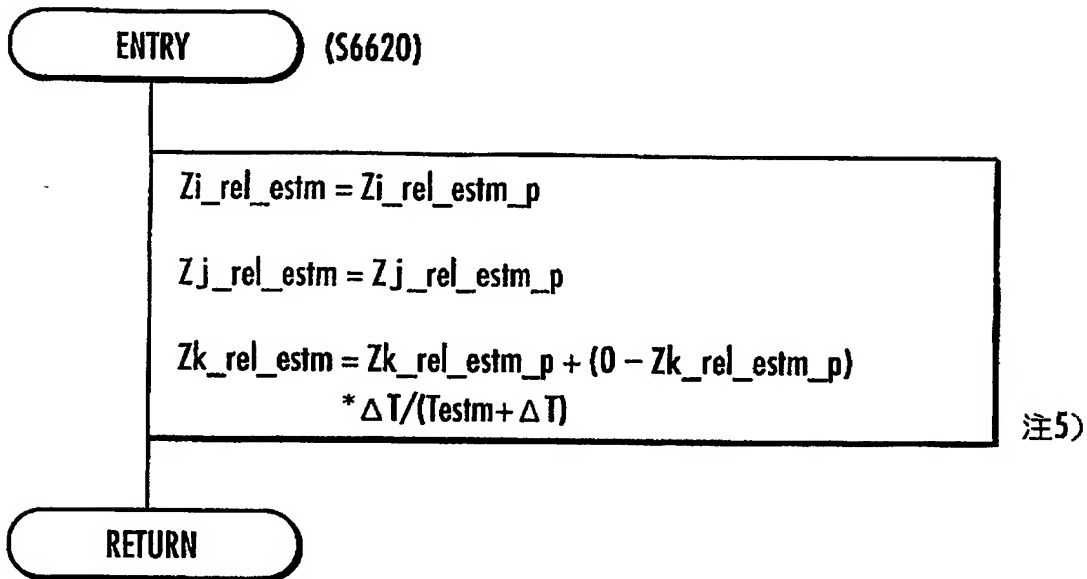 ENTRY (S6620)
Zi_rel_estm = Zi_rel_estm_p
Zj_rel_estm = Zj_rel_estm_p
Zk_rel_estm = Zk_rel_estm_p + (0 – Zk_rel_estm_p)
* ΔT/(Testm+ΔT)
注5)
RETURN